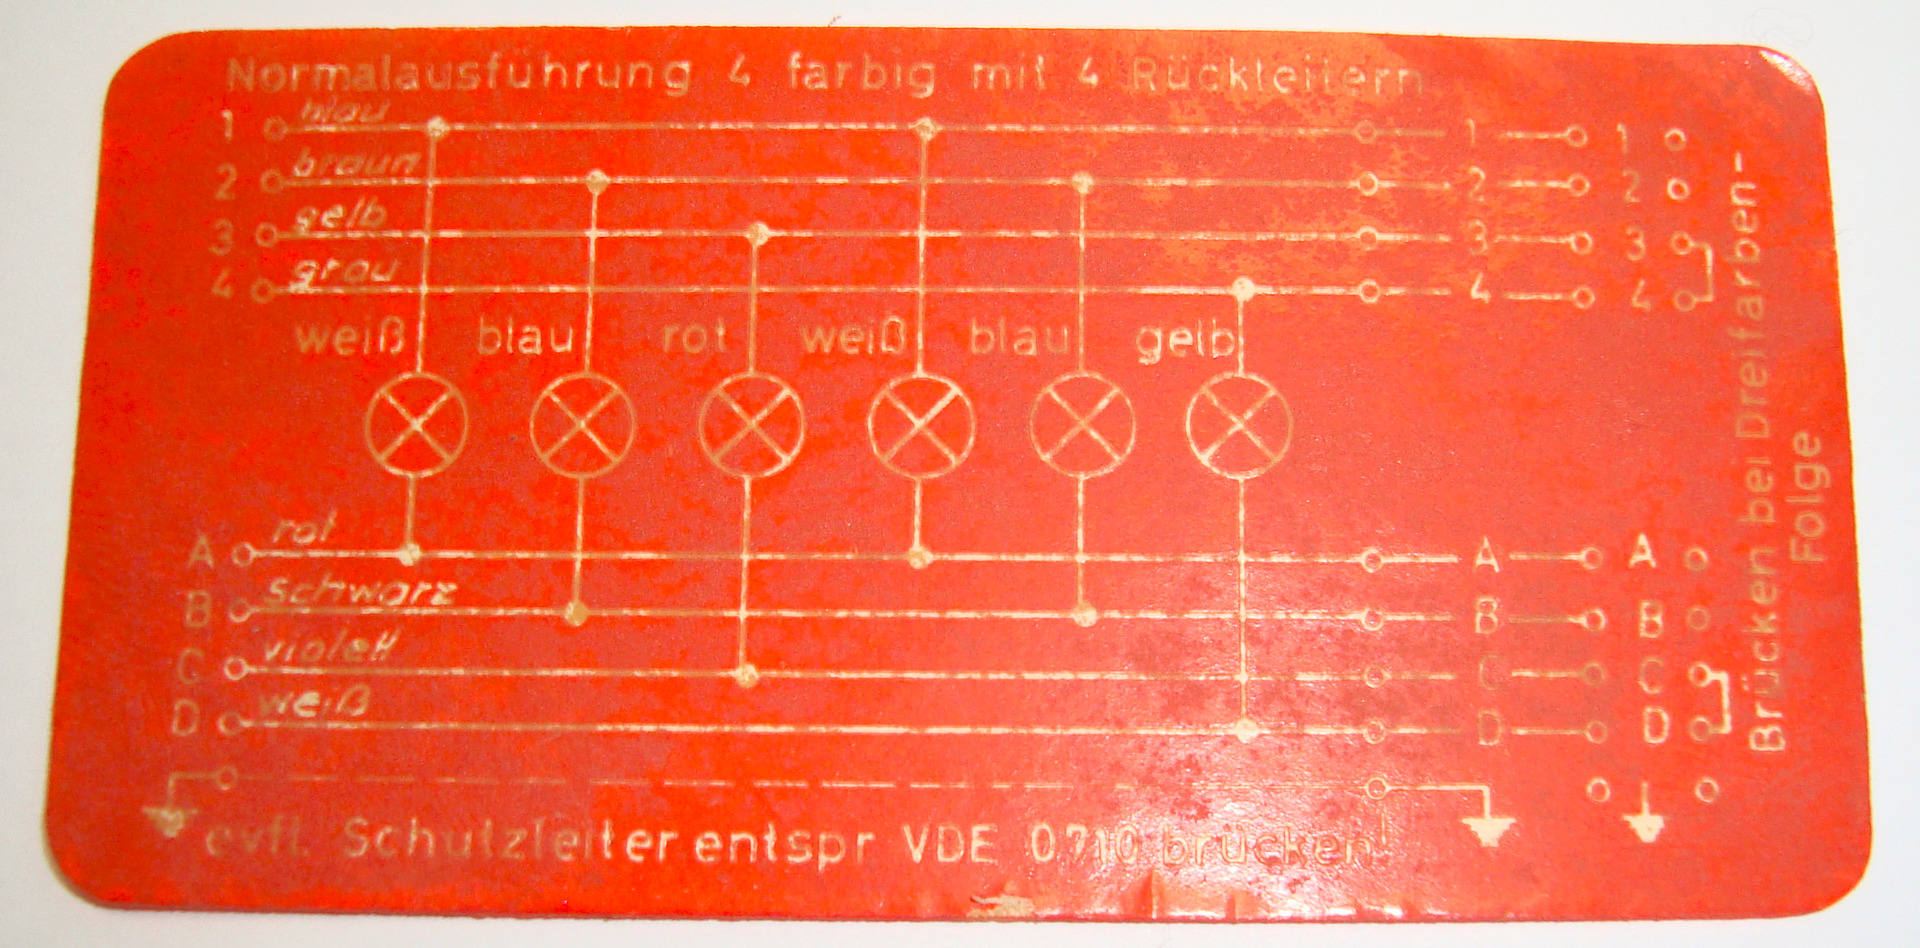 Normalausführung 4 farbig mit 4 Rückleitern
1 blau 1 1
2 braun 2 2
3 gelb 3 3
4 grau 4 4
weiß blau rot weiß blau gelb
A rot A A
B schwarz B B
C violett C C
D weiß D D
evtl. Schutzleiter entspr VDE 0710 brücken!
Brücken bei Dreifarben-
Folge